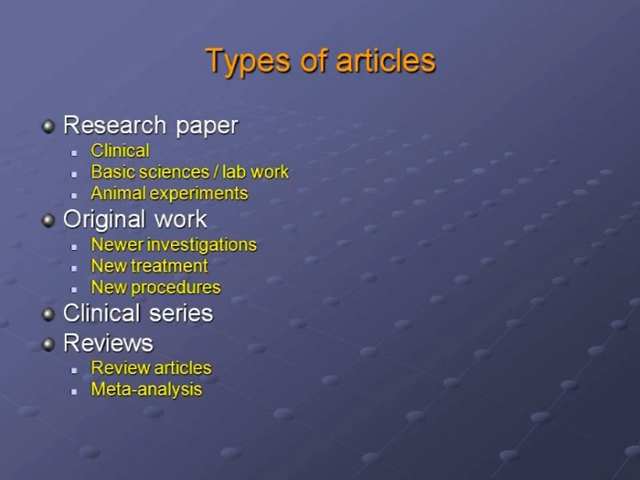 Types of articles
Research paper
Clinical
Basic sciences / lab work
Animal experiments
Original work
Newer investigations
New treatment
New procedures
Clinical series
Reviews
Review articles
Meta-analysis